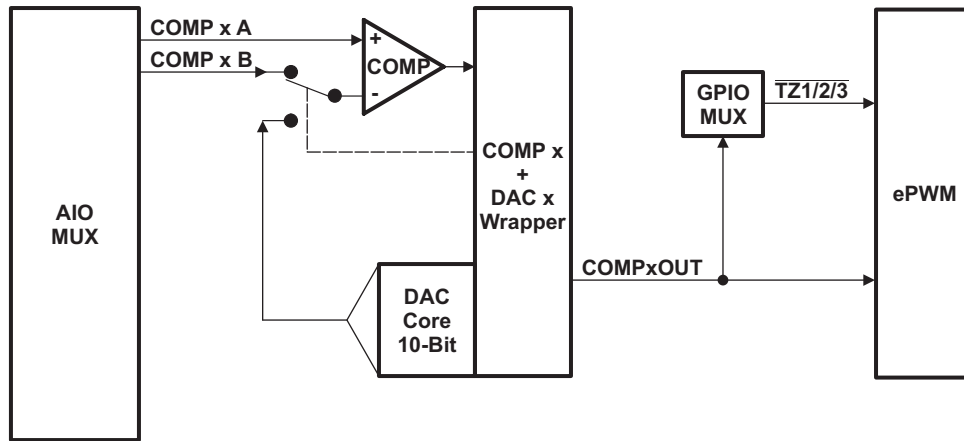 COMP x A
COMP x B
+
COMP
-
AIO
MUX
COMP x
+
DAC x
Wrapper
DAC
Core
10-Bit
COMPxOUT
GPIO
MUX
TZ1/2/3
ePWM